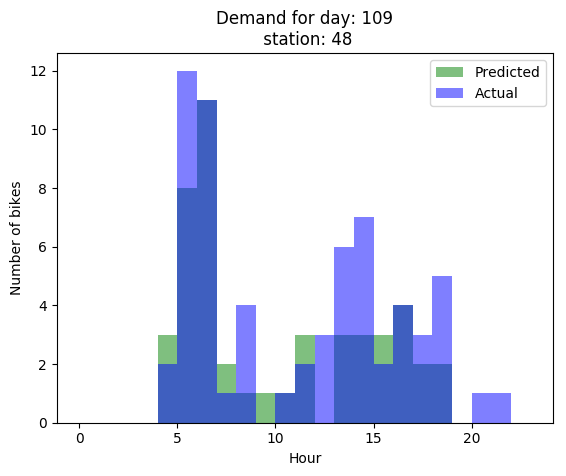 Demand for day: 109
station: 48
Predicted
Actual
12
10
8
6
4
2
0
Number of bikes
0 5 10 15 20
Hour